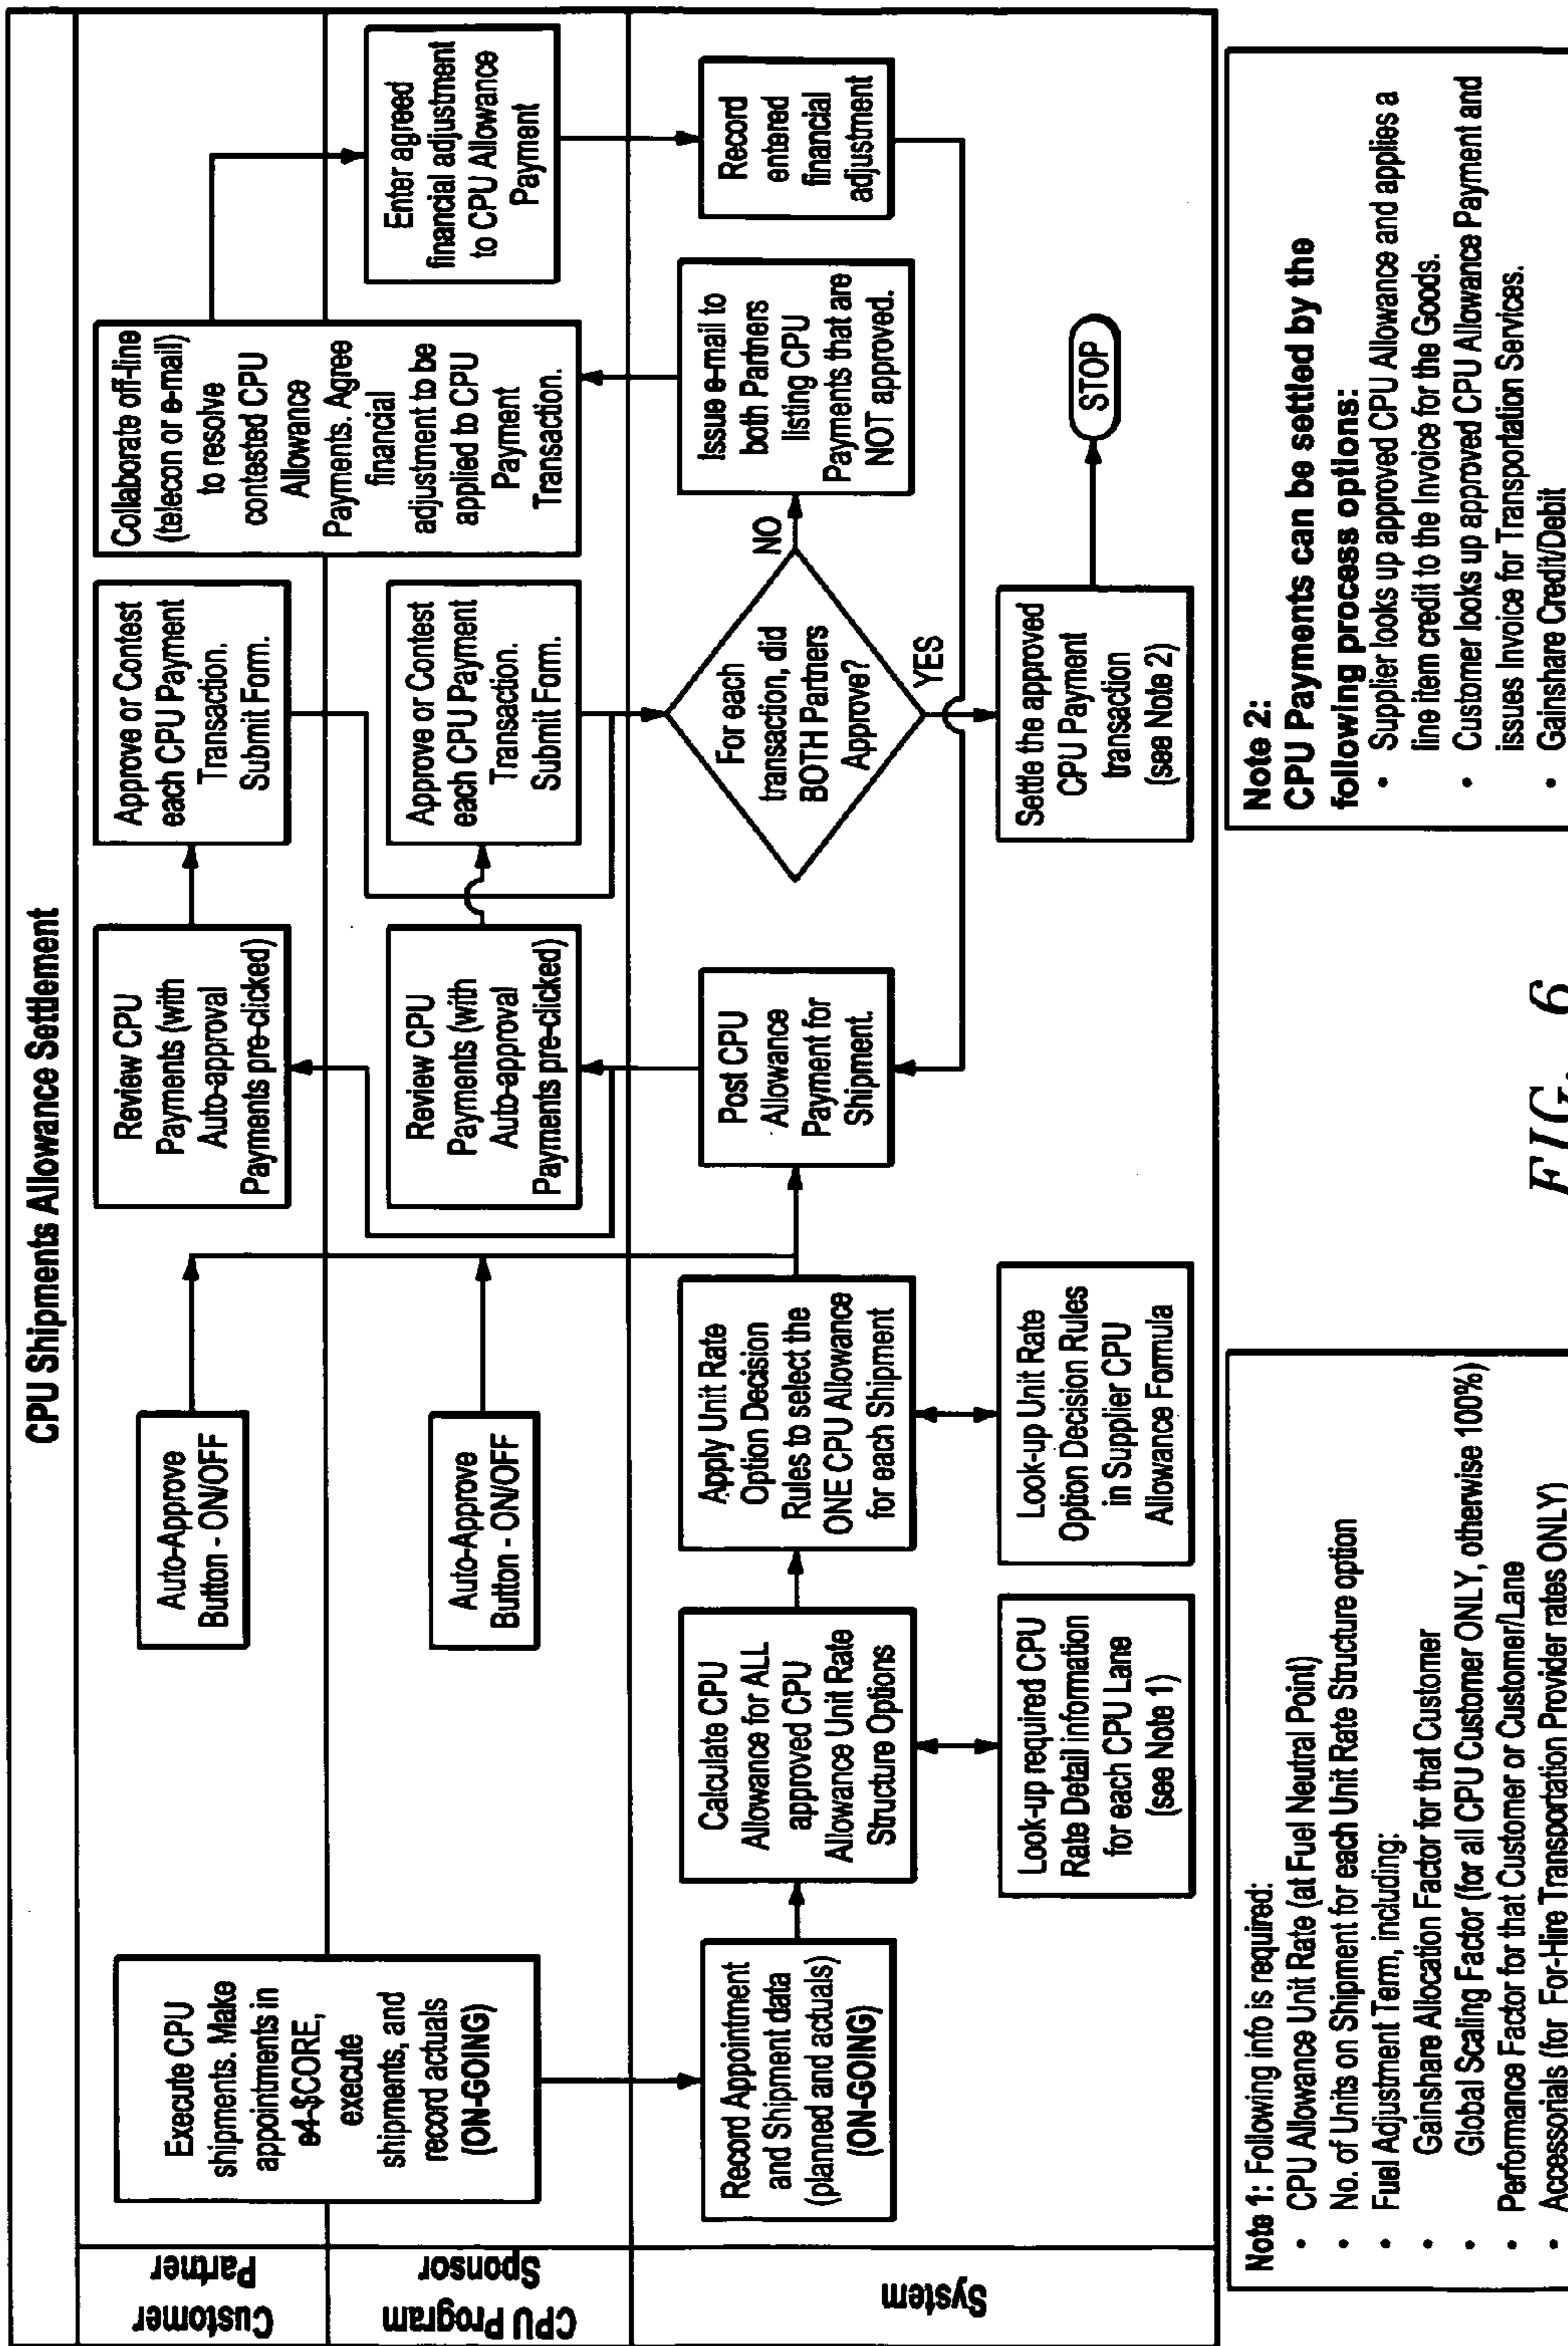 CPU Shipments Allowance Settlement
Customer
Partner
CPU Program
Sponsor
System
Execute CPU
shipments. Make
appointments in
e4-$CORE,
execute
shipments, and
record actuals
(ON-GOING)
Auto-Approve
Button - ON/OFF
Auto-Approve
Button - ON/OFF
Review CPU
Payments (with
Auto-approval
Payments pre-clicked)
Approve or Contest
each CPU Payment
Transaction.
Submit Form.
Collaborate off-line
(telecon or e-mail)
to resolve
contested CPU
Allowance
Payments. Agree
financial
adjustment to be
applied to CPU
Payment
Transaction.
Review CPU
Payments (with
Auto-approval
Payments pre-clicked)
Approve or Contest
each CPU Payment
Transaction.
Submit Form.
Enter agreed
financial adjustment
to CPU Allowance
Payment
Record Appointment
and Shipment data
(planned and actuals)
(ON-GOING)
Calculate CPU
Allowance for ALL
approved CPU
Allowance Unit Rate
Structure Options
Apply Unit Rate
Option Decision
Rules to select the
ONE CPU Allowance
for each Shipment
Post CPU
Allowance
Payment for
Shipment.
For each
transaction, did
BOTH Partners
Approve?
NO
YES
Issue e-mail to
both Partners
listing CPU
Payments that are
NOT approved.
Record
entered
financial
adjustment
Look-up required CPU
Rate Detail information
for each CPU Lane
(see Note 1)
Look-up Unit Rate
Option Decision Rules
in Supplier CPU
Allowance Formula
Settle the approved
CPU Payment
transaction
(see Note 2)
STOP
Note 1: Following info is required:
• CPU Allowance Unit Rate (at Fuel Neutral Point)
• No. of Units on Shipment for each Unit Rate Structure option
• Fuel Adjustment Term, including:
• Gainshare Allocation Factor for that Customer
• Global Scaling Factor (for all CPU Customer ONLY, otherwise 100%)
• Performance Factor for that Customer or Customer/Lane
• Accessorials (for For-Hire Transportation Provider rates ONLY)
Note 2:
CPU Payments can be settled by the
following process options:
• Supplier looks up approved CPU Allowance and applies a
line item credit to the Invoice for the Goods.
• Customer looks up approved CPU Allowance Payment and
issues Invoice for Transportation Services.
• Gainshare Credit/Debit
FIG. 6